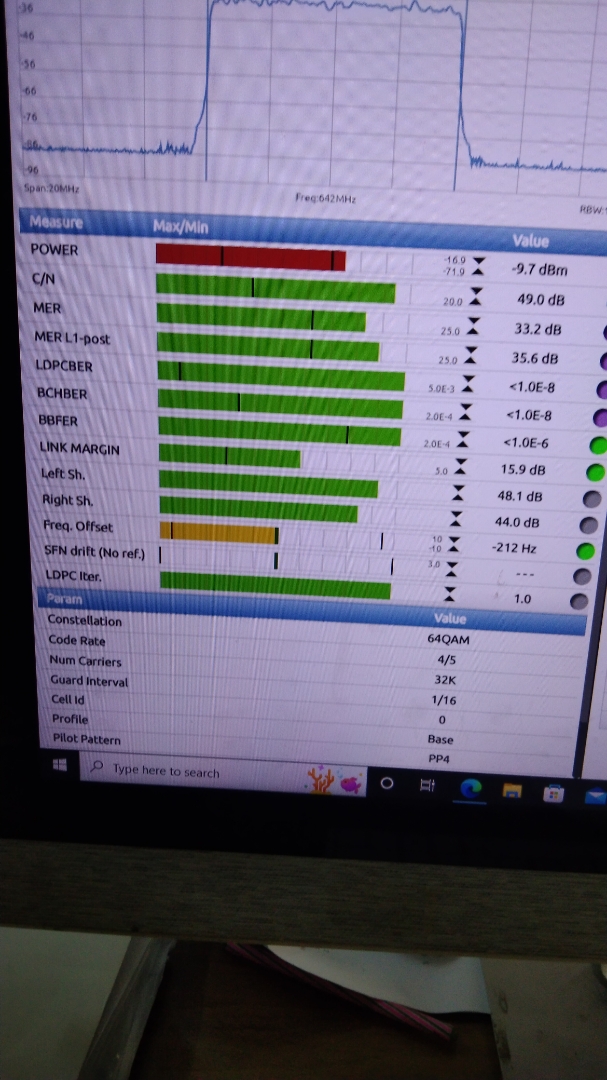 -36
-46
-56
-66
-76
-86
-96
Span:20MHz Freq:642MHz RBW:
Measure Max/Min Value
POWER -16.9 -71.9 -9.7 dBm
C/N 20.0 49.0 dB
MER 25.0 33.2 dB
MER L1-post 25.0 35.6 dB
LDPCBER 5.0E-3 <1.0E-8
BCHBER 2.0E-4 <1.0E-8
BBFER 2.0E-4 <1.0E-6
LINK MARGIN 5.0 15.9 dB
Left Sh. 48.1 dB
Right Sh. 44.0 dB
Freq. Offset 10 -10 -212 Hz
SFN drift (No ref.) 3.0 ---
LDPC Iter. 1.0
Param Value
Constellation 64QAM
Code Rate 4/5
Num Carriers 32K
Guard Interval 1/16
Cell Id 0
Profile Base
Pilot Pattern PP4
Type here to search